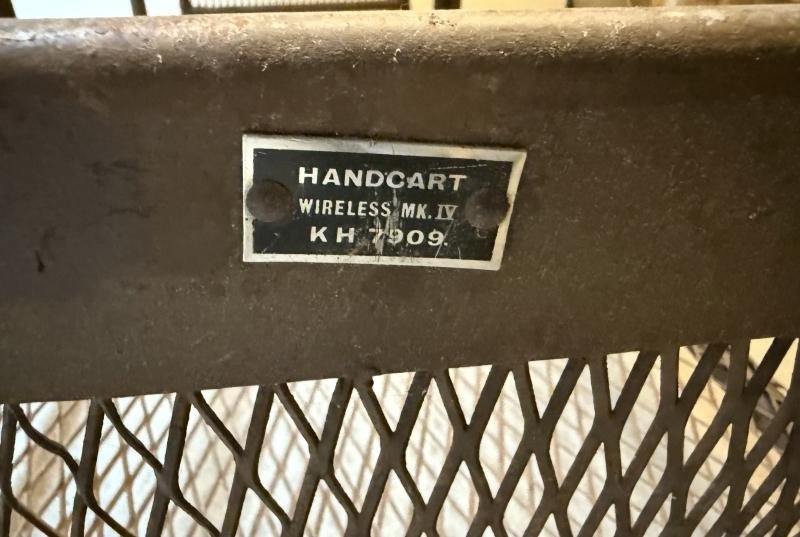 HANDCART
WIRELESS MK. IV
KH 7909.